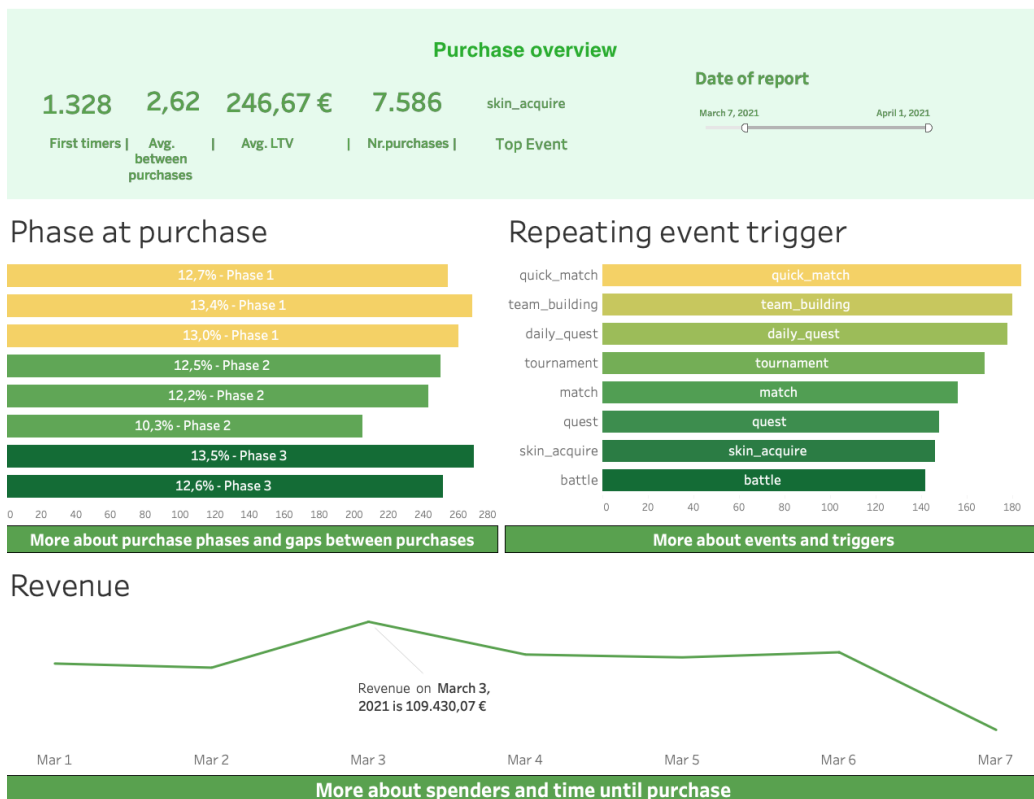 Purchase overview
1.328
2,62
246,67 €
7.586
skin_acquire
First timers |
Avg.
between
purchases
|
Avg. LTV
|
Nr.purchases |
Top Event
Date of report
March 7, 2021
April 1, 2021
Phase at purchase
12,7% - Phase 1
13,4% - Phase 1
13,0% - Phase 1
12,5% - Phase 2
12,2% - Phase 2
10,3% - Phase 2
13,5% - Phase 3
12,6% - Phase 3
0 20 40 60 80 100 120 140 160 180 200 220 240 260 280
More about purchase phases and gaps between purchases
Repeating event trigger
quick_match quick_match
team_building team_building
daily_quest daily_quest
tournament tournament
match match
quest quest
skin_acquire skin_acquire
battle battle
0 20 40 60 80 100 120 140 160 180
More about events and triggers
Revenue
Revenue on March 3,
2021 is 109.430,07 €
Mar 1 Mar 2 Mar 3 Mar 4 Mar 5 Mar 6 Mar 7
More about spenders and time until purchase